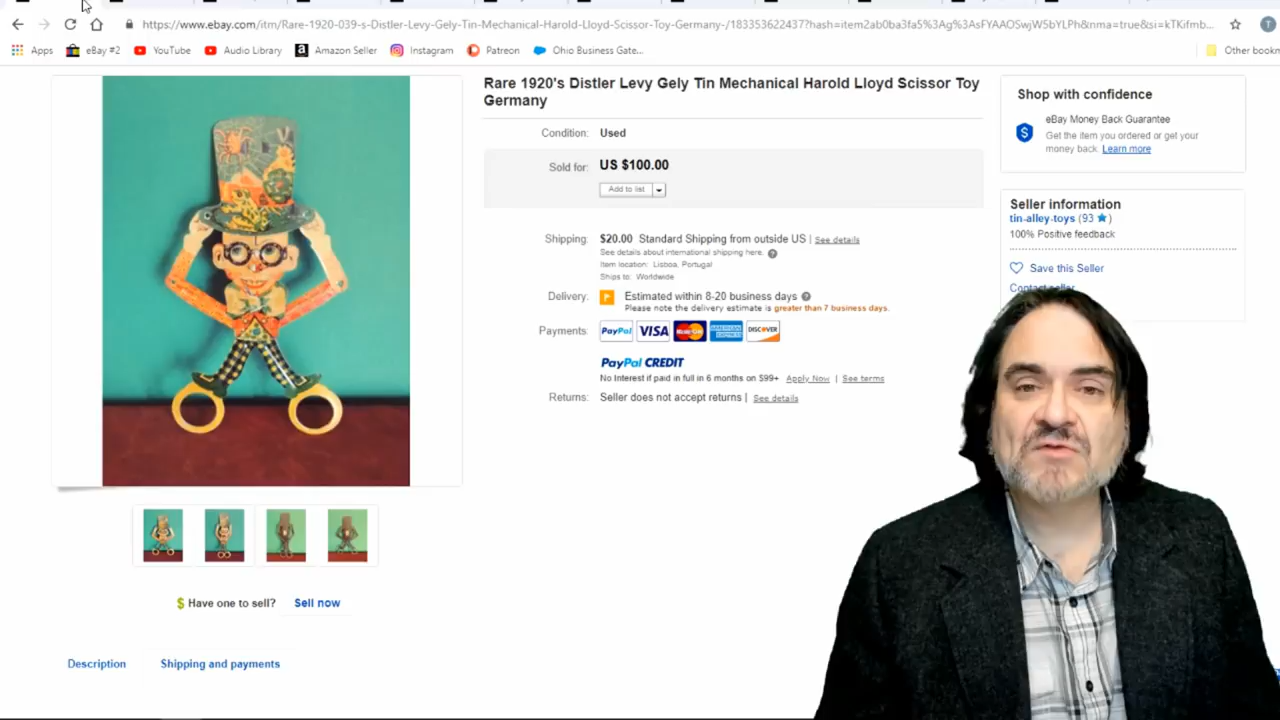 https://www.ebay.com/itm/Rare-1920-039-s-Distler-Levy-Gely-Tin-Mechanical-Harold-Lloyd-Scissor-Toy-Germany-/183353622437?hash=item2ab0ba3fa5%3Ag%3AsFYAAOSwjW5bYLPh&nma=true&si=kTKifmb...
Apps eBay #2 YouTube Audio Library Amazon Seller Instagram Patreon Ohio Business Gate... Other bookm
Rare 1920's Distler Levy Gely Tin Mechanical Harold Lloyd Scissor Toy
Germany
Condition: Used
Sold for: US $100.00
Add to list
Shipping: $20.00 Standard Shipping from outside US | See details
See details about international shipping here.
Item location: Lisboa, Portugal
Ships to: Worldwide
Delivery: Estimated within 8-20 business days
Please note the delivery estimate is greater than 7 business days.
Payments: PayPal VISA MasterCard AMERICAN EXPRESS DISCOVER
PayPal CREDIT
No Interest if paid in full in 6 months on $99+ Apply Now | See terms
Returns: Seller does not accept returns | See details
Shop with confidence
eBay Money Back Guarantee
Get the item you ordered or get your
money back. Learn more
Seller information
tin-alley-toys (93 )
100% Positive feedback
Save this Seller
Contact seller
$ Have one to sell? Sell now
Description Shipping and payments